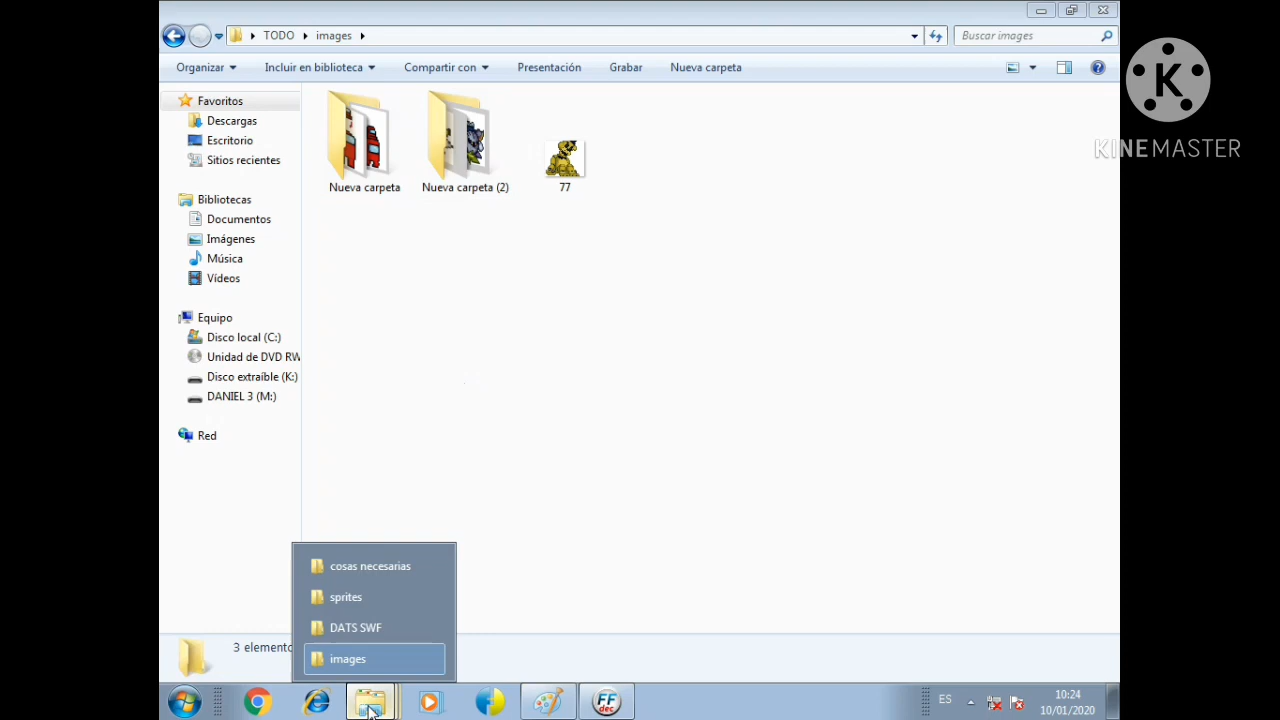 TODO images
Buscar images
Organizar Incluir en biblioteca Compartir con Presentación Grabar Nueva carpeta
K
KINEMASTER
Favoritos
Descargas
Escritorio
Sitios recientes
Bibliotecas
Documentos
Imágenes
Música
Vídeos
Equipo
Disco local (C:)
Unidad de DVD RW
Disco extraíble (K:)
DANIEL 3 (M:)
Red
Nueva carpeta
Nueva carpeta (2)
77
cosas necesarias
sprites
DATS SWF
images
3 elemento
FF
dec
ES
10:24
10/01/2020